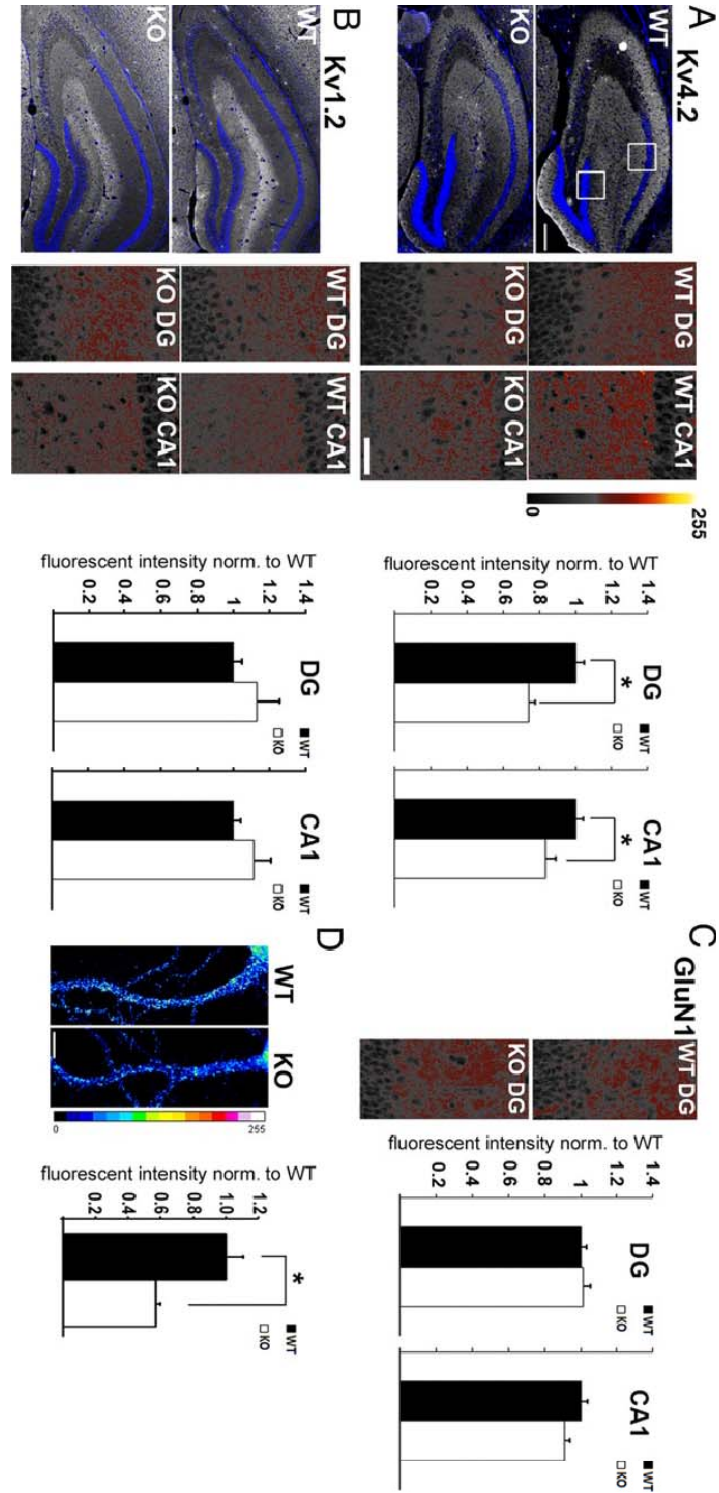 A
Kv4.2
WT
KO
WT DG
WT CA1
KO DG
KO CA1
0
255
fluorescent intensity norm. to WT
1.4
1.2
1
0.8
0.6
0.4
0.2
DG
*
WT
KO
CA1
*
WT
KO
B
Kv1.2
WT
KO
WT DG
WT CA1
KO DG
KO CA1
fluorescent intensity norm. to WT
1.4
1.2
1
0.8
0.6
0.4
0.2
DG
WT
KO
CA1
WT
KO
C
GluN1
WT DG
KO DG
fluorescent intensity norm. to WT
1.4
1.2
1
0.8
0.6
0.4
0.2
DG
WT
KO
CA1
WT
KO
D
WT
KO
0
255
fluorescent intensity norm. to WT
1.2
1.0
0.8
0.6
0.4
0.2
*
WT
KO